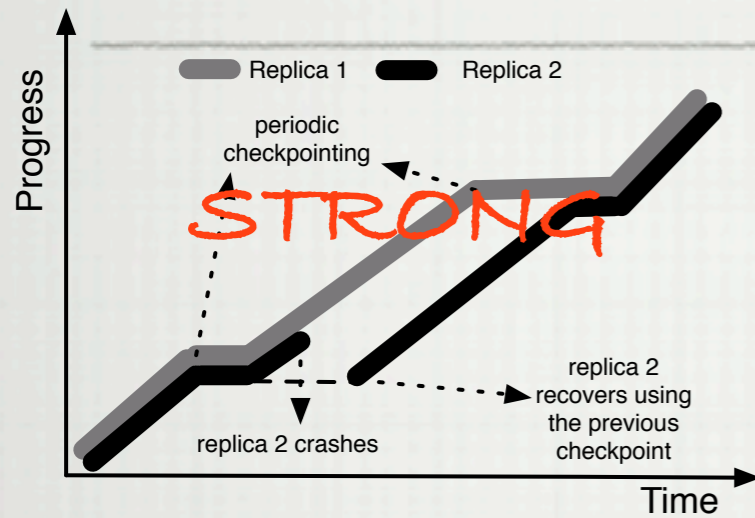 Replica 1 Replica 2
Progress
periodic
checkpointing
STRONG
replica 2
recovers using
the previous
checkpoint
replica 2 crashes
Time